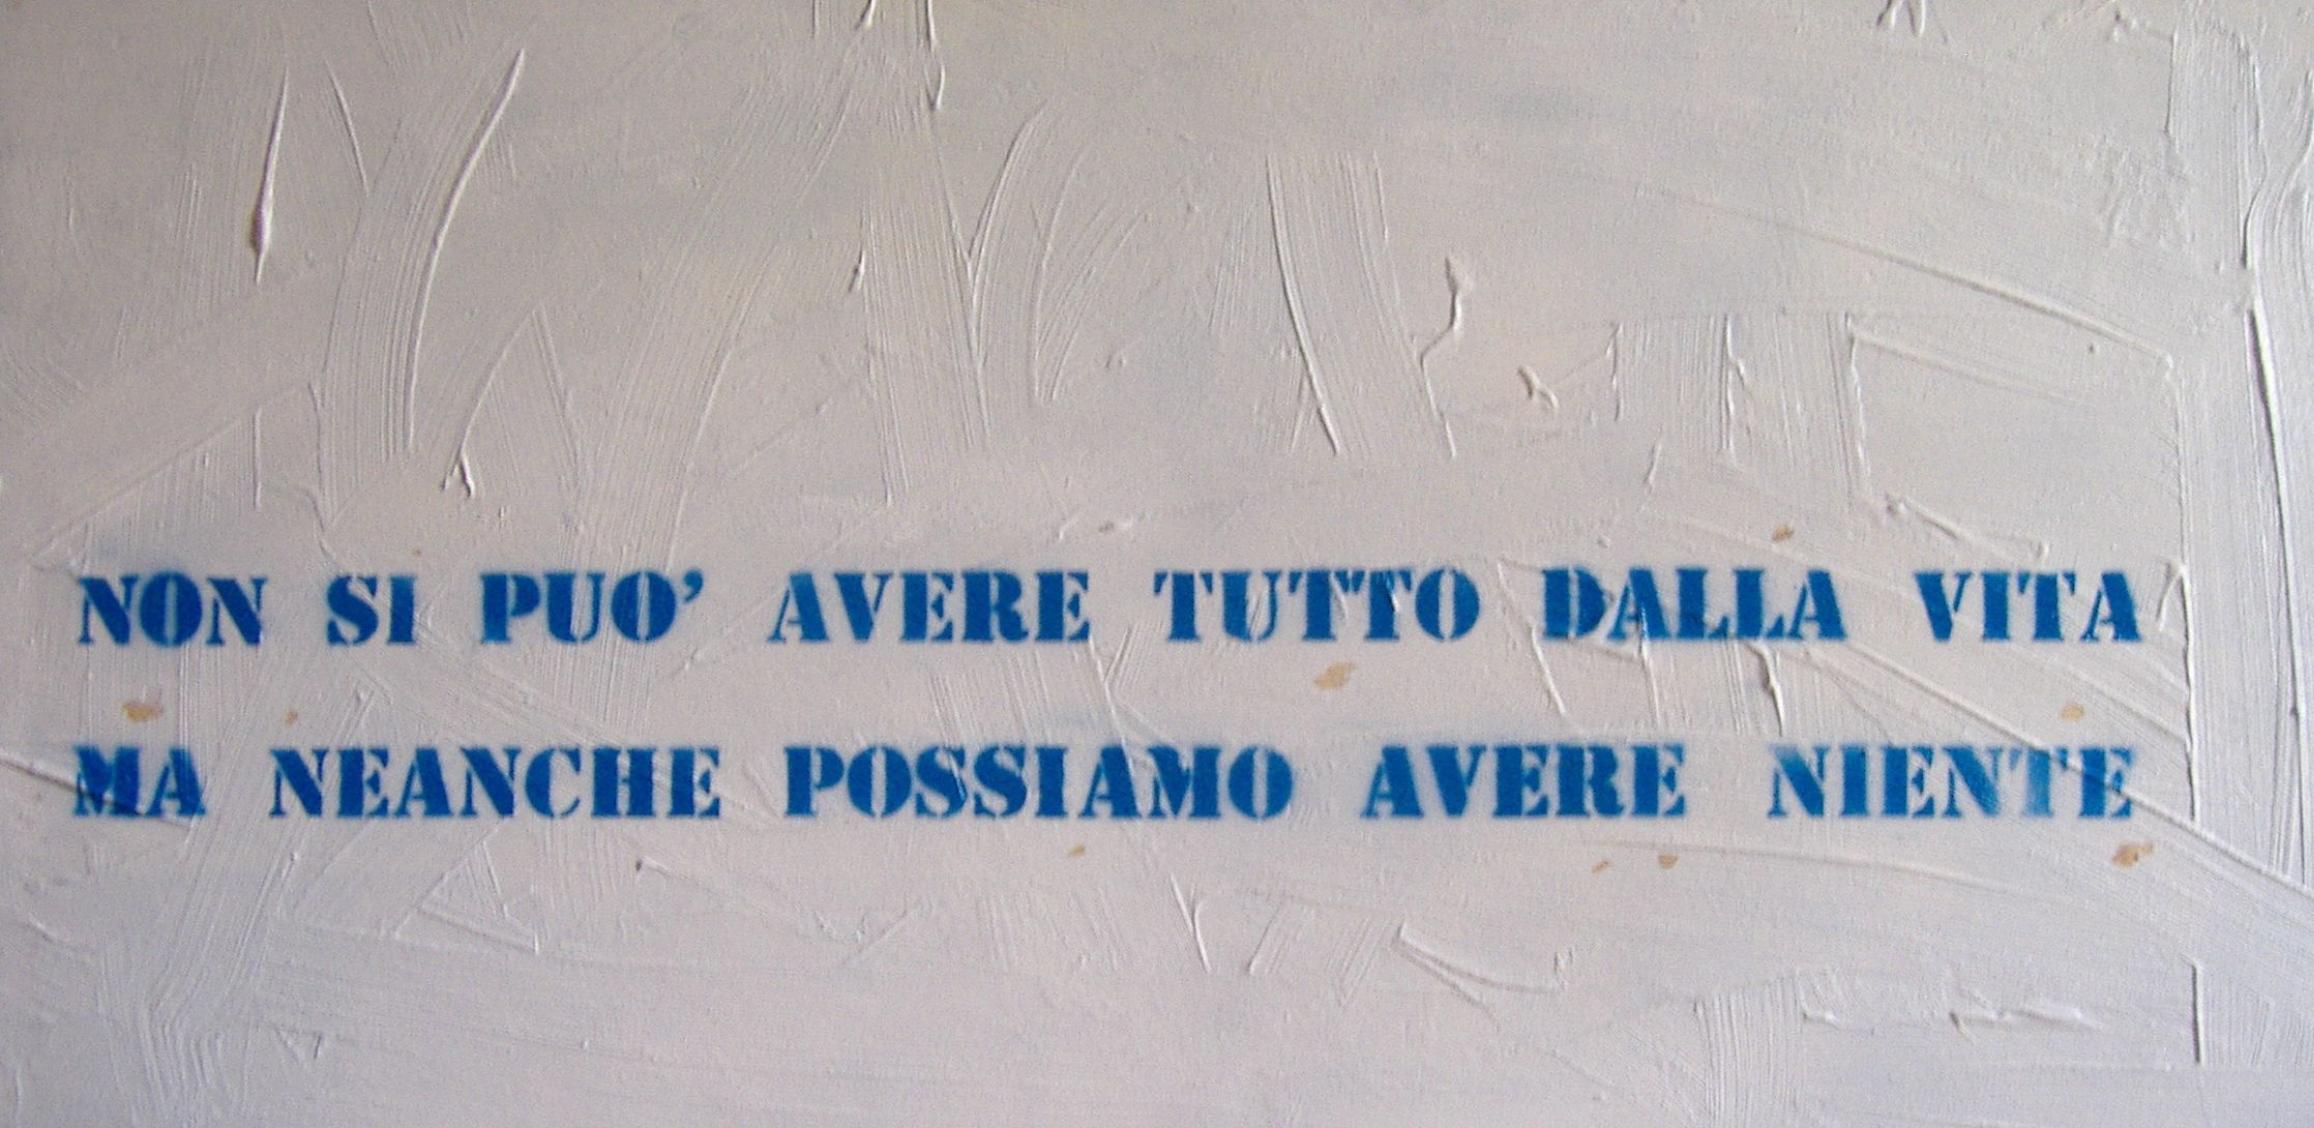 NON SI PUO' AVERE TUTTO DALLA VITA
MA NEANCHE POSSIAMO AVERE NIENTE